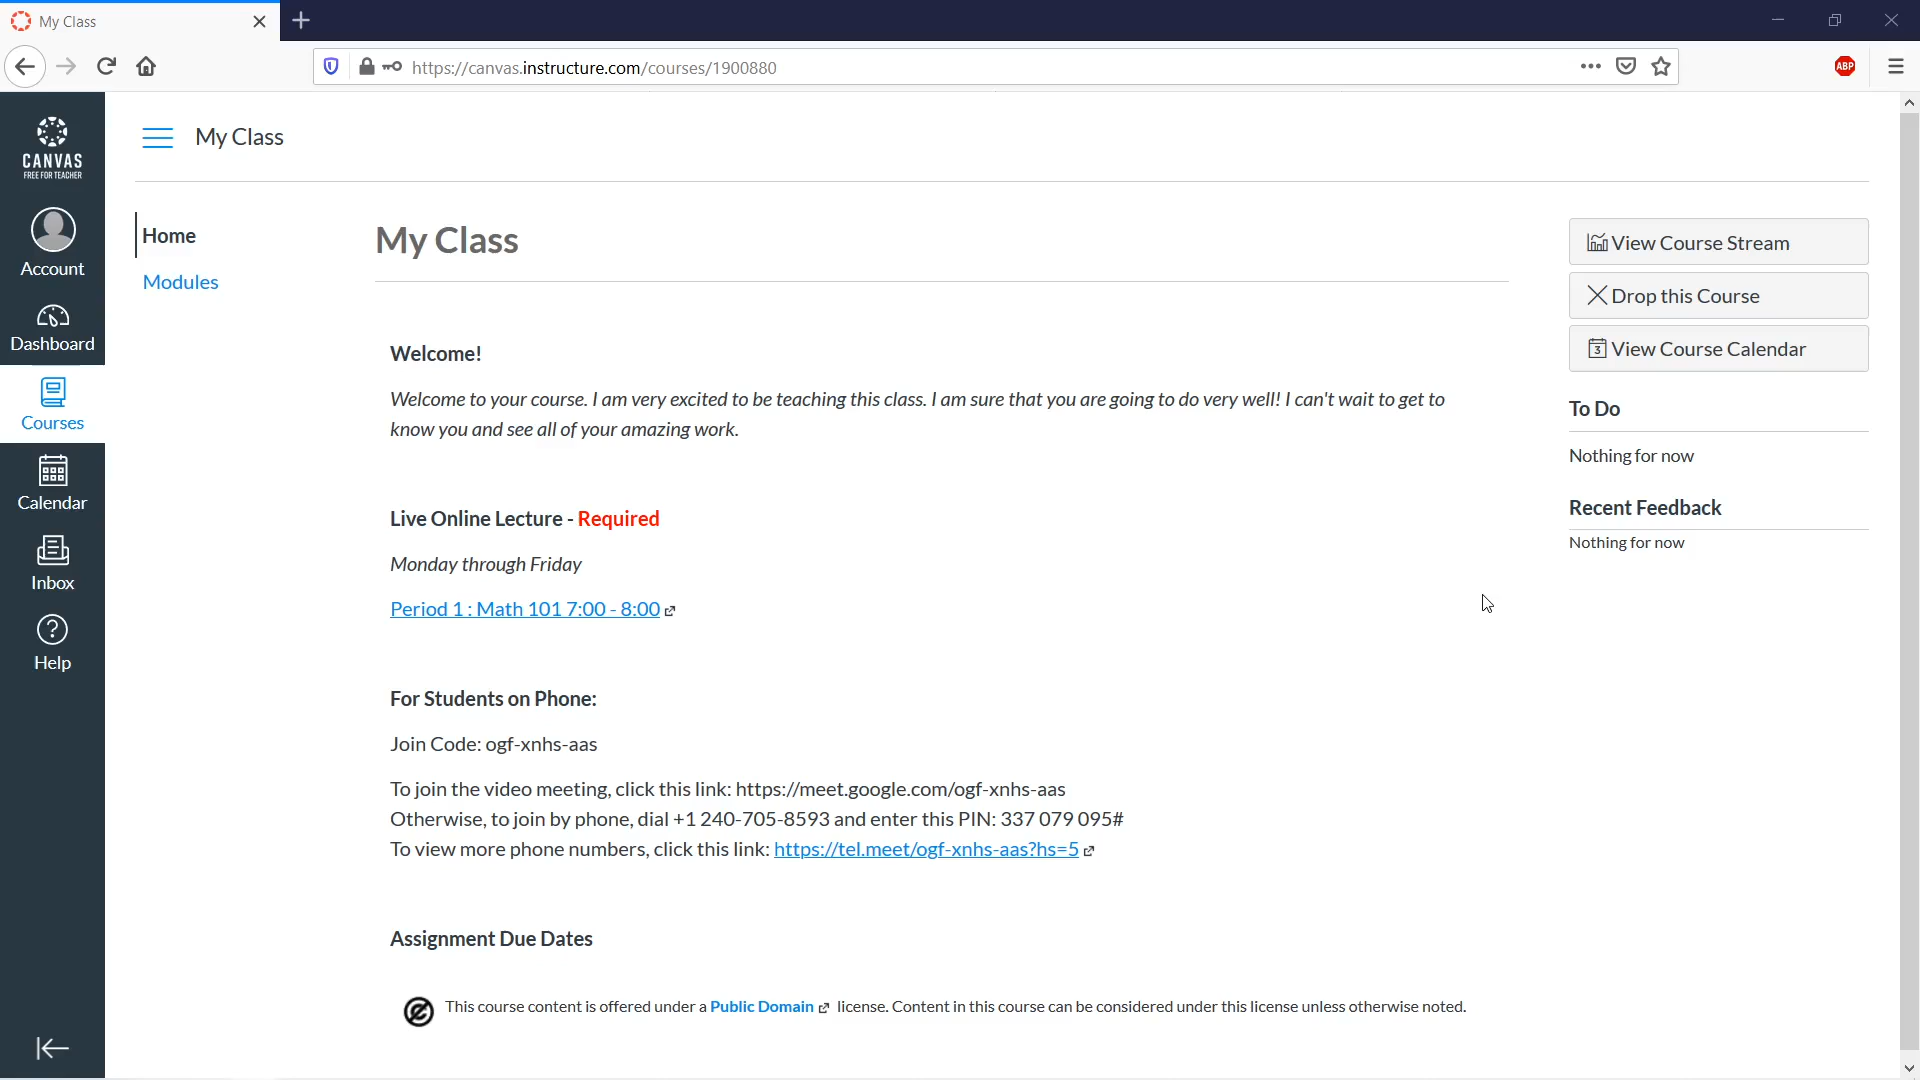 My Class
https://canvas.instructure.com/courses/1900880
ABP
CANVAS
FREE FOR TEACHER
Account
Dashboard
Courses
Calendar
Inbox
Help
My Class
Home
Modules
My Class
Welcome!
Welcome to your course. I am very excited to be teaching this class. I am sure that you are going to do very well! I can't wait to get to
know you and see all of your amazing work.
Live Online Lecture - Required
Monday through Friday
Period 1 : Math 101 7:00 - 8:00
For Students on Phone:
Join Code: ogf-xnhs-aas
To join the video meeting, click this link: https://meet.google.com/ogf-xnhs-aas
Otherwise, to join by phone, dial +1 240-705-8593 and enter this PIN: 337 079 095#
To view more phone numbers, click this link: https://tel.meet/ogf-xnhs-aas?hs=5
Assignment Due Dates
This course content is offered under a Public Domain license. Content in this course can be considered under this license unless otherwise noted.
View Course Stream
Drop this Course
3 View Course Calendar
To Do
Nothing for now
Recent Feedback
Nothing for now